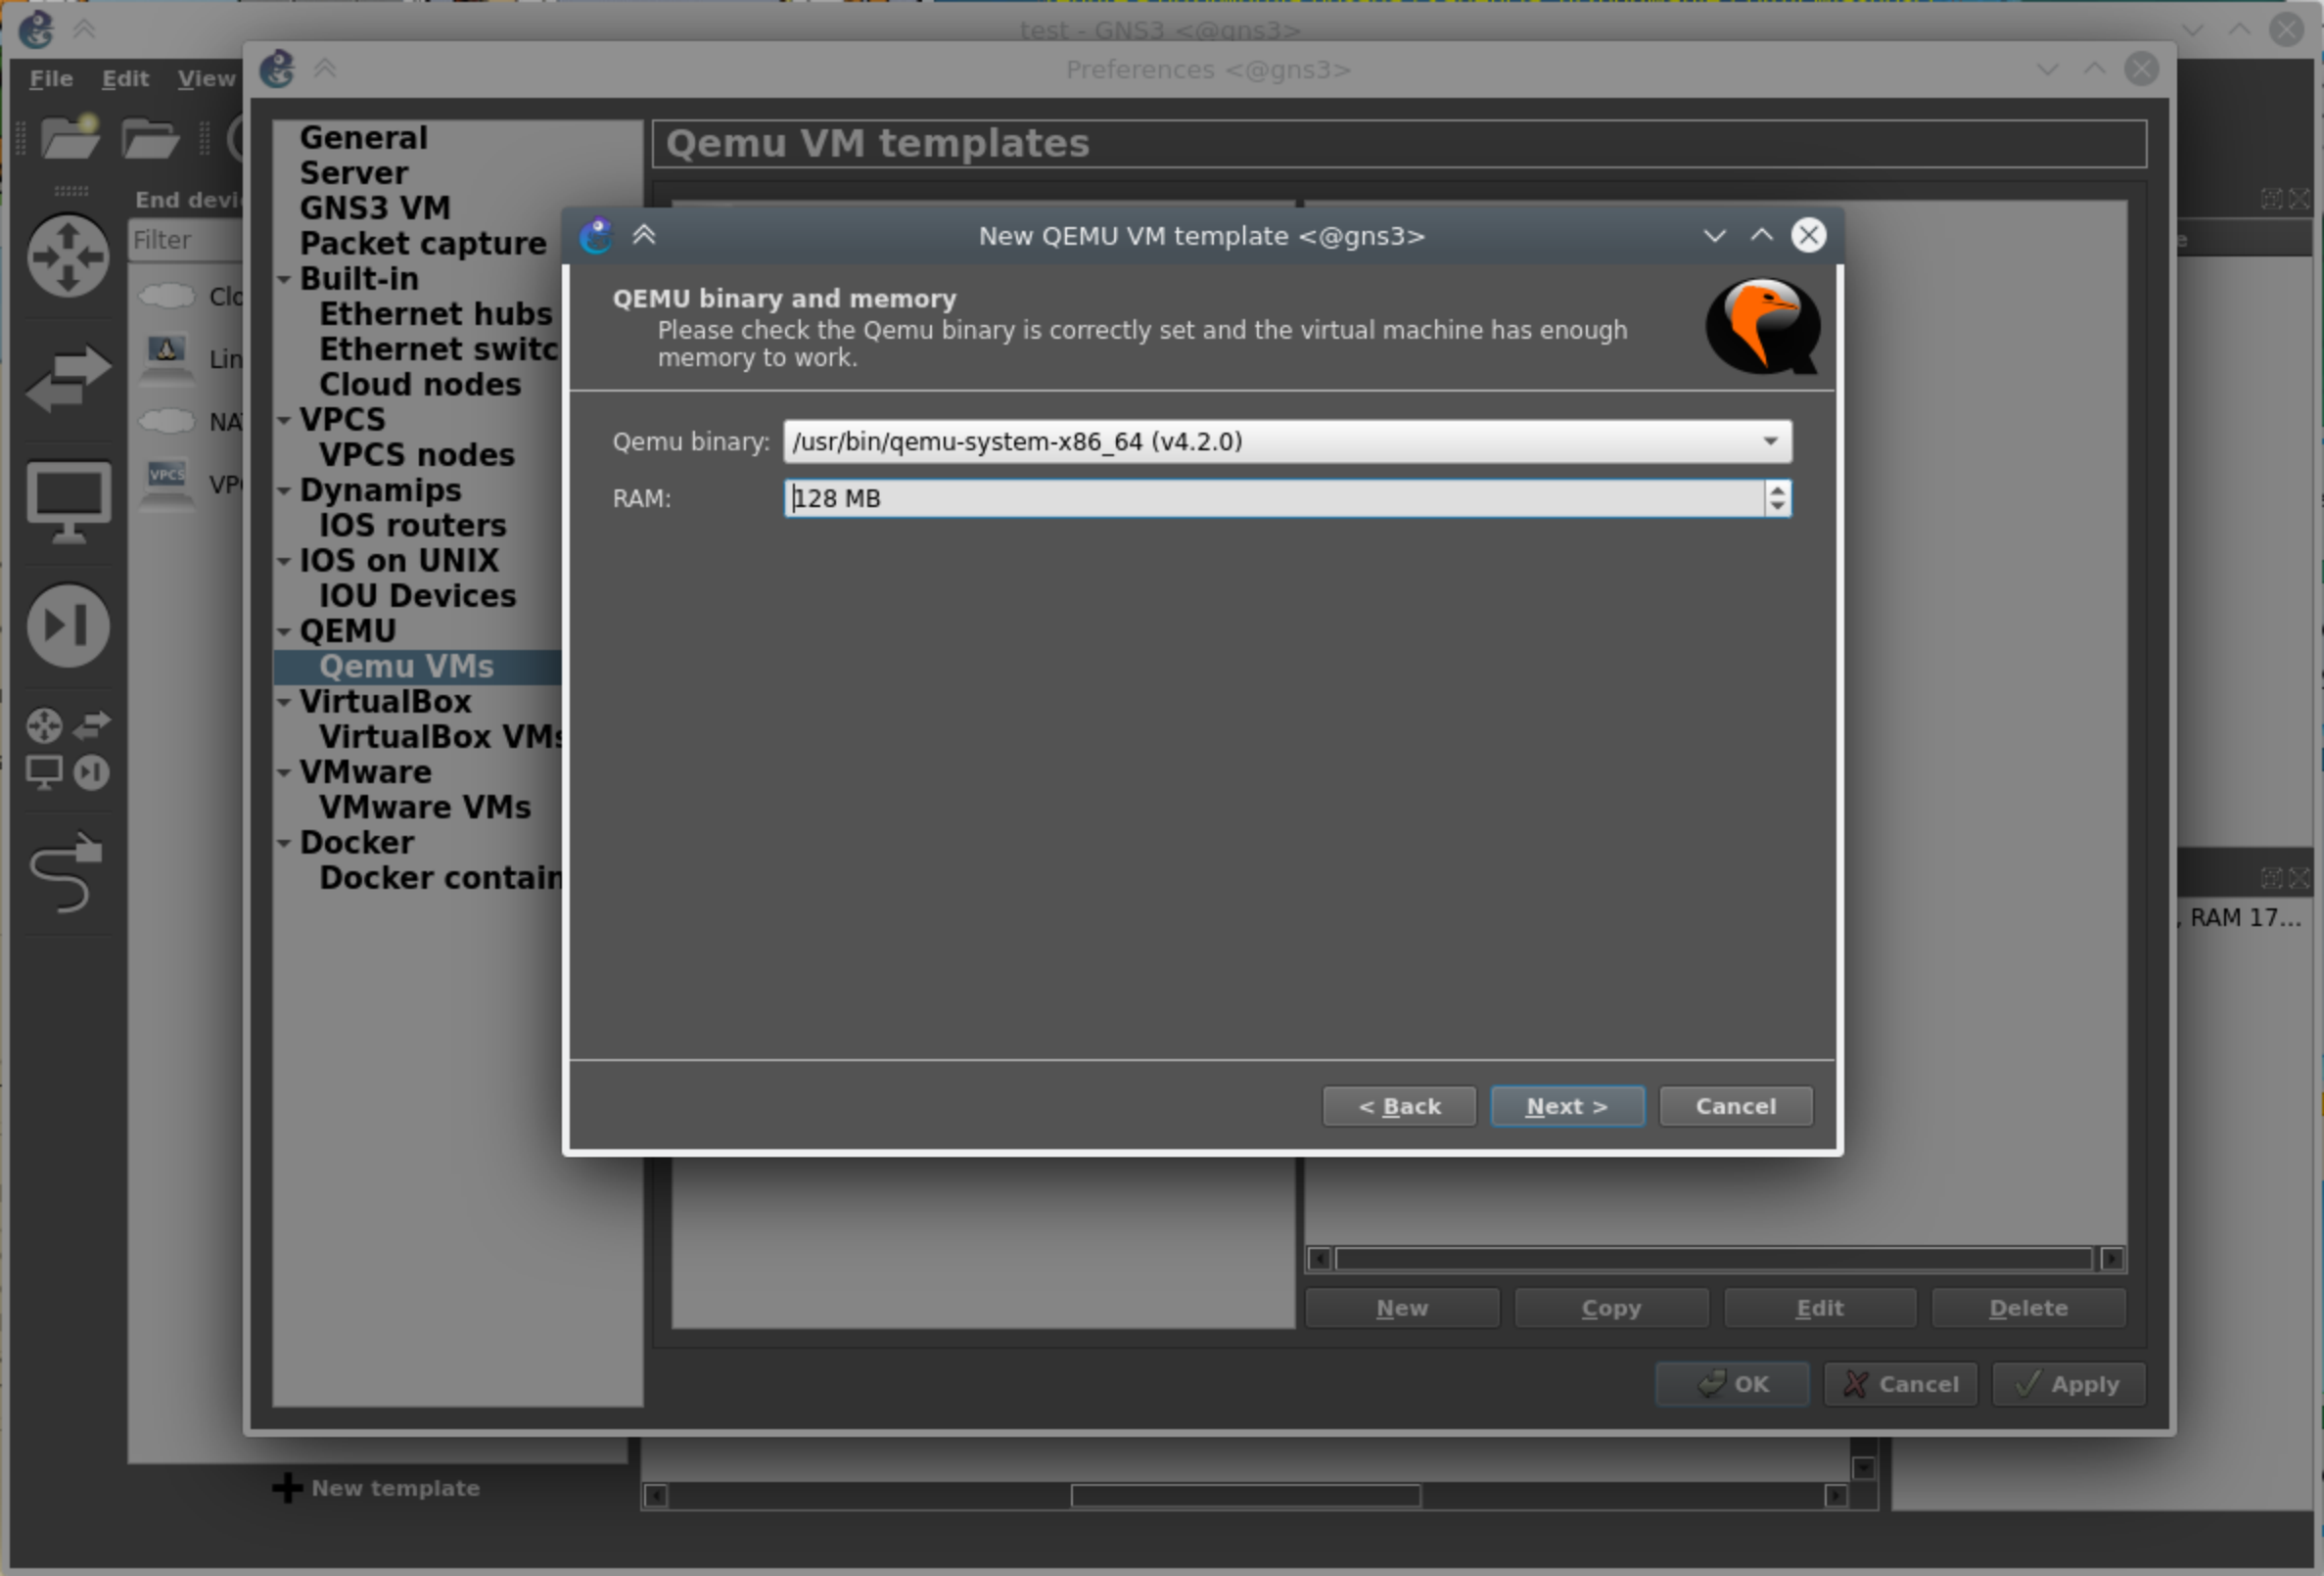 test - GNS3 <@gns3>
Preferences <@gns3>
File Edit View
Qemu VM templates
General
Server
GNS3 VM
Packet capture
Built-in
Ethernet hubs
Ethernet switc
Cloud nodes
VPCS
VPCS nodes
Dynamips
IOS routers
IOS on UNIX
IOU Devices
QEMU
Qemu VMs
VirtualBox
VirtualBox VMs
VMware
VMware VMs
Docker
Docker contain
End devi
Filter
Clo
Lin
NA
VPCS
VP
New QEMU VM template <@gns3>
QEMU binary and memory
Please check the Qemu binary is correctly set and the virtual machine has enough
memory to work.
Qemu binary: /usr/bin/qemu-system-x86_64 (v4.2.0)
RAM: 128 MB
< Back Next > Cancel
, RAM 17...
New Copy Edit Delete
OK Cancel Apply
New template